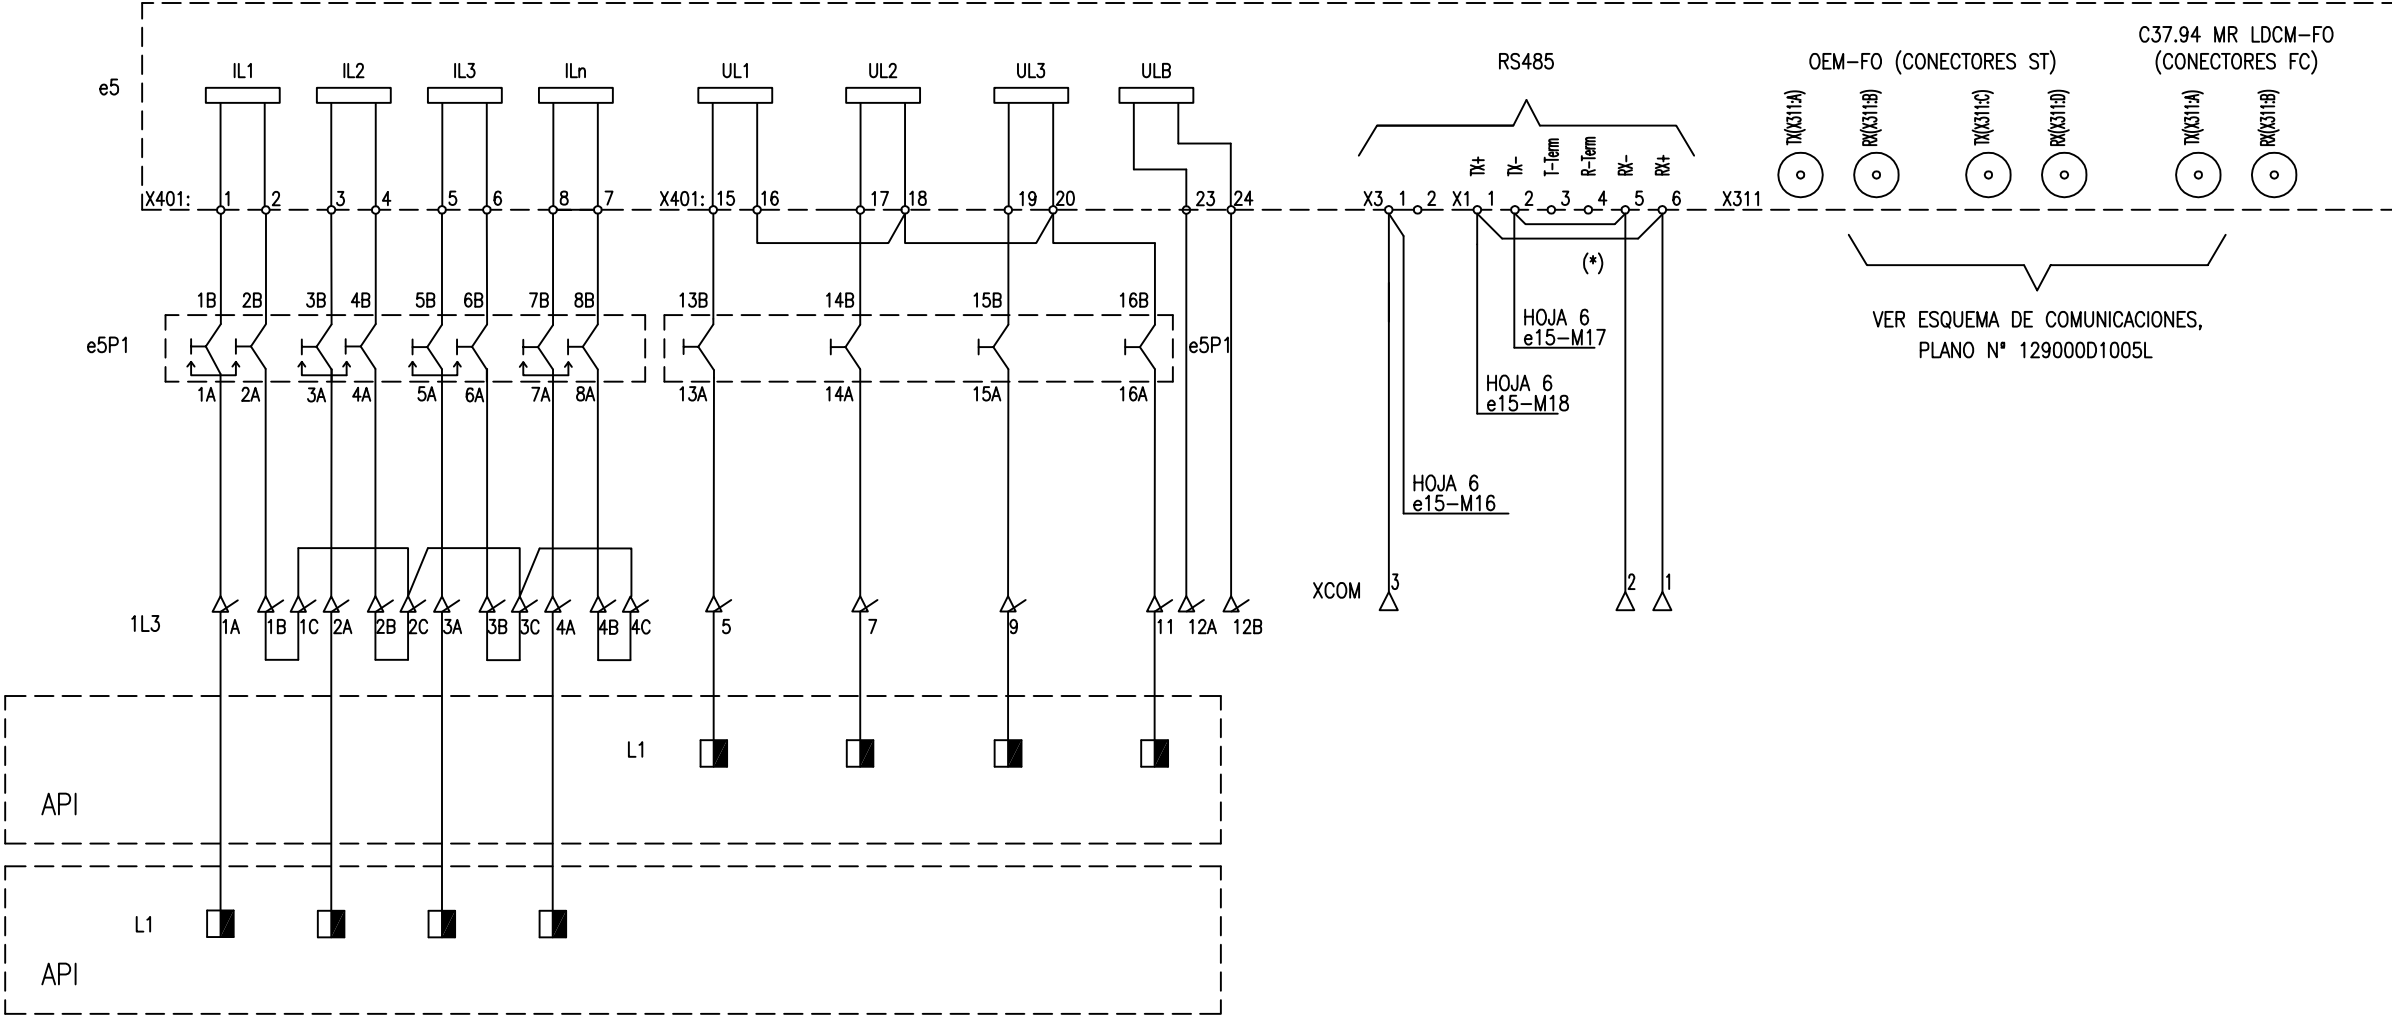 C37.94 MR LDCM-FO
(CONECTORES FC)
RS485
OEM-FO (CONECTORES ST)
e5
IL1 IL2 IL3 ILn UL1 UL2 UL3 ULB
TX(X311:A) RX(X311:B) TX(X311:C) RX(X311:D) TX(X311:A) RX(X311:B)
TX+ TX- T-Term R-Term RX- RX+
X401: 1 2 3 4 5 6 8 7 X401: 15 16 17 18 19 20 23 24 X3 1 2 X1 1 2 3 4 5 6 X311
(*)
1B 2B 3B 4B 5B 6B 7B 8B 13B 14B 15B 16B
HOJA 6
e15-M17
VER ESQUEMA DE COMUNICACIONES,
PLANO Nª 129000D1005L
e5P1 e5P1
1A 2A 3A 4A 5A 6A 7A 8A 13A 14A 15A 16A
HOJA 6
e15-M18
HOJA 6
e15-M16
XCOM 3 2 1
1L3 1A 1B 1C 2A 2B 2C 3A 3B 3C 4A 4B 4C 5 7 9 11 12A 12B
L1
API
L1
API